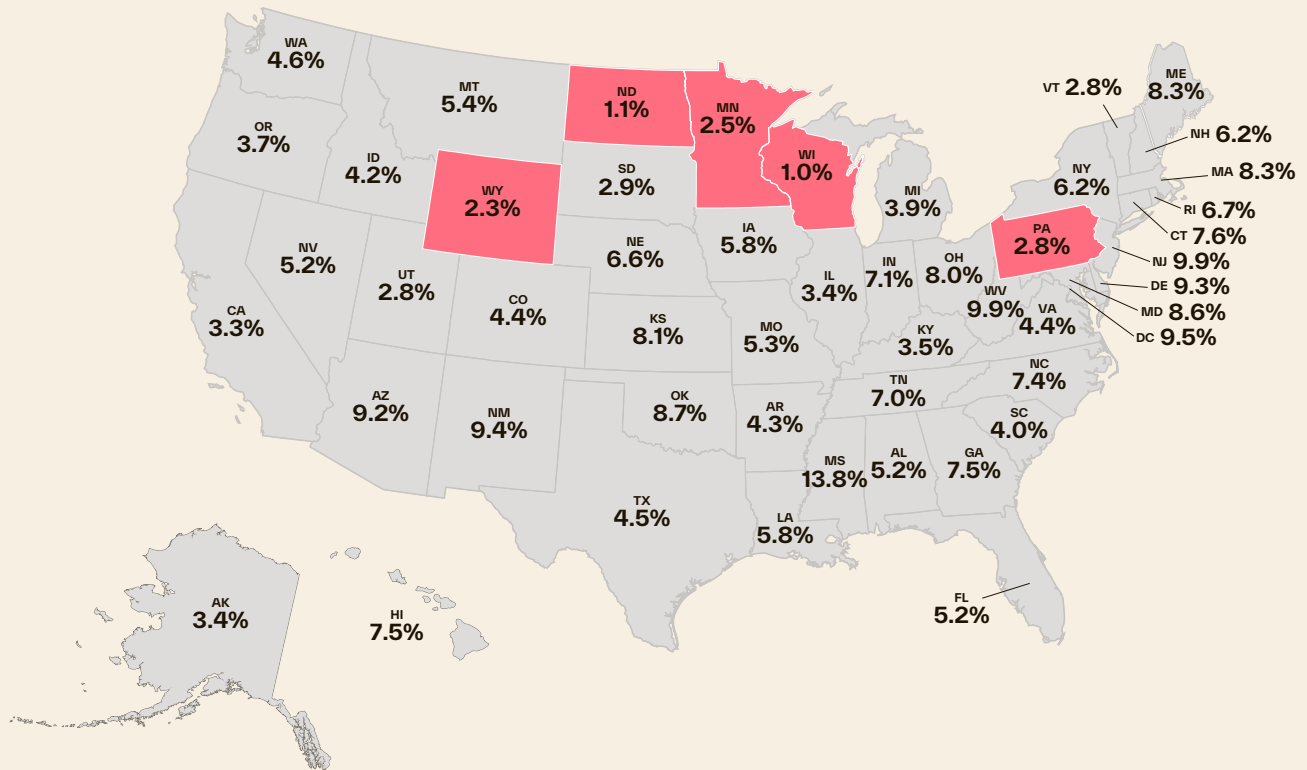 WA
4.6%
MT
5.4%
ND
1.1%
MN
2.5%
VT 2.8%
ME
8.3%
OR
3.7%
ID
4.2%
WY
2.3%
SD
2.9%
WI
1.0%
MI
3.9%
NY
6.2%
NH 6.2%
MA 8.3%
RI 6.7%
CT 7.6%
NJ 9.9%
DE 9.3%
MD 8.6%
DC 9.5%
NV
5.2%
UT
2.8%
CO
4.4%
NE
6.6%
IA
5.8%
IL
3.4%
IN
7.1%
OH
8.0%
PA
2.8%
WV
9.9%
VA
4.4%
CA
3.3%
KS
8.1%
MO
5.3%
KY
3.5%
NC
7.4%
TN
7.0%
SC
4.0%
AZ
9.2%
NM
9.4%
OK
8.7%
AR
4.3%
MS
13.8%
AL
5.2%
GA
7.5%
TX
4.5%
LA
5.8%
FL
5.2%
AK
3.4%
HI
7.5%